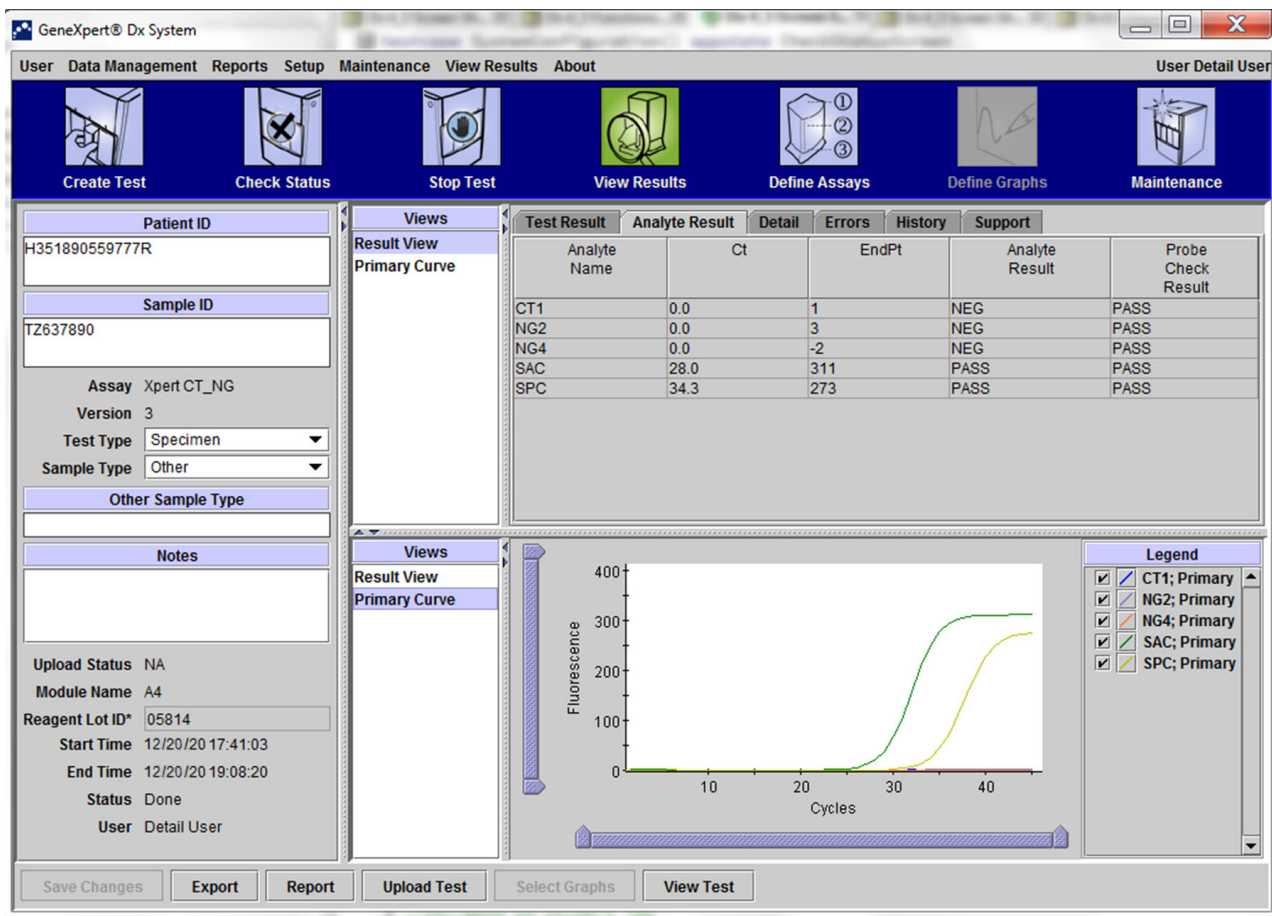 GeneXpert® Dx System
User Data Management Reports Setup Maintenance View Results About User Detail User
Create Test Check Status Stop Test View Results Define Assays Define Graphs Maintenance
① ② ③
Patient ID
H351890559777R
Sample ID
TZ637890
Assay Xpert CT_NG
Version 3
Test Type Specimen
Sample Type Other
Other Sample Type
Notes
Upload Status NA
Module Name A4
Reagent Lot ID* 05814
Start Time 12/20/20 17:41:03
End Time 12/20/20 19:08:20
Status Done
User Detail User
Views
Result View
Primary Curve
Test Result Analyte Result Detail Errors History Support
Analyte Name Ct EndPt Analyte Result Probe Check Result
CT1 0.0 1 NEG PASS
NG2 0.0 3 NEG PASS
NG4 0.0 -2 NEG PASS
SAC 28.0 311 PASS PASS
SPC 34.3 273 PASS PASS
Views
Result View
Primary Curve
400
300
200
100
0
Fluorescence
10 20 30 40
Cycles
Legend
CT1; Primary
NG2; Primary
NG4; Primary
SAC; Primary
SPC; Primary
Save Changes Export Report Upload Test Select Graphs View Test